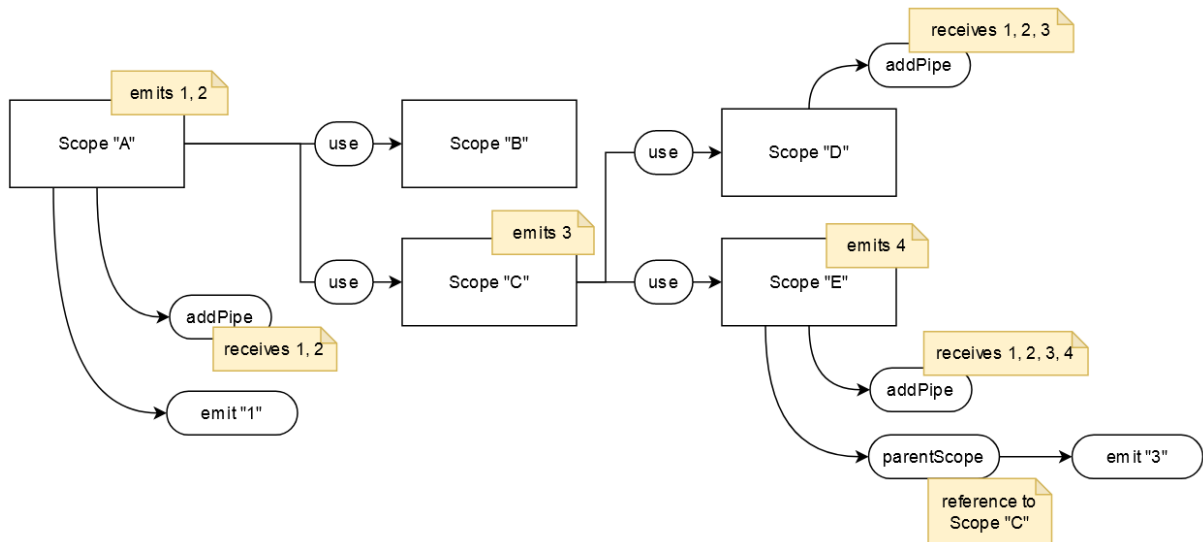 receives 1, 2, 3
addPipe
emits 1, 2
Scope "A"
use
Scope "B"
use
Scope "D"
emits 3
emits 4
use
Scope "C"
use
Scope "E"
addPipe
receives 1, 2
receives 1, 2, 3, 4
addPipe
emit "1"
parentScope
emit "3"
reference to
Scope "C"